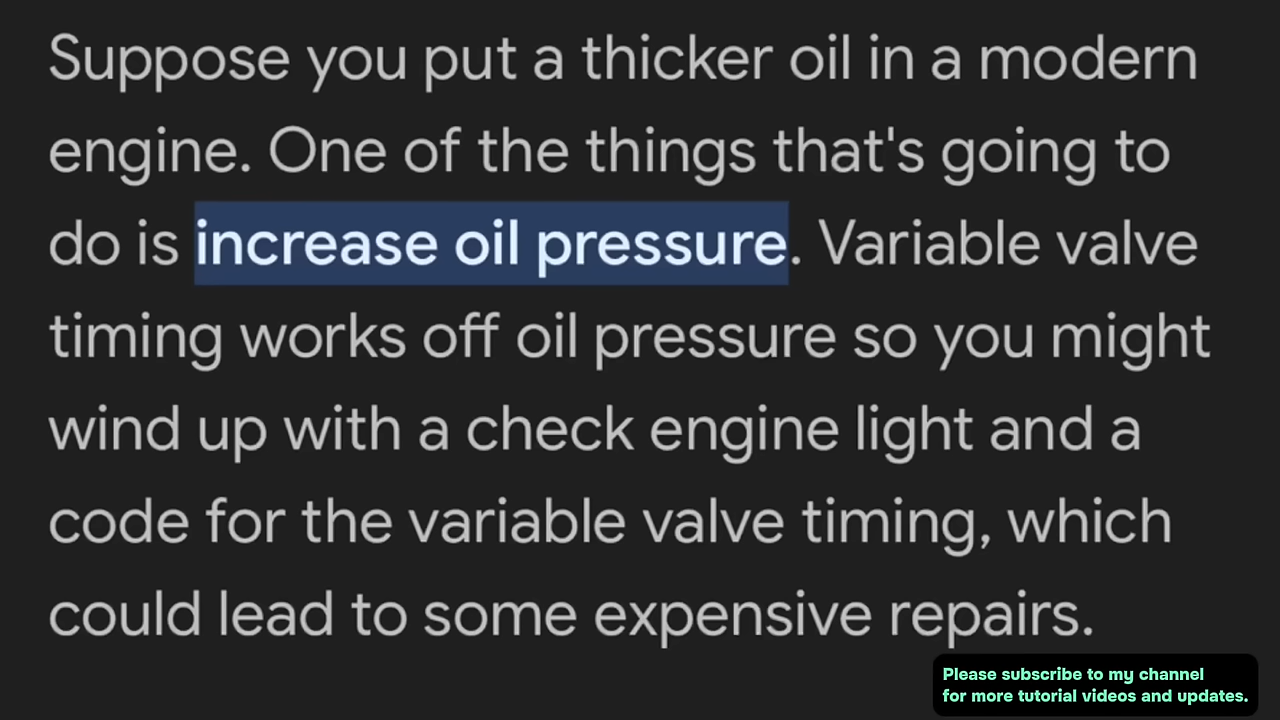 Suppose you put a thicker oil in a modern
engine. One of the things that's going to
do is increase oil pressure. Variable valve
timing works off oil pressure so you might
wind up with a check engine light and a
code for the variable valve timing, which
could lead to some expensive repairs.
Please subscribe to my channel
for more tutorial videos and updates.